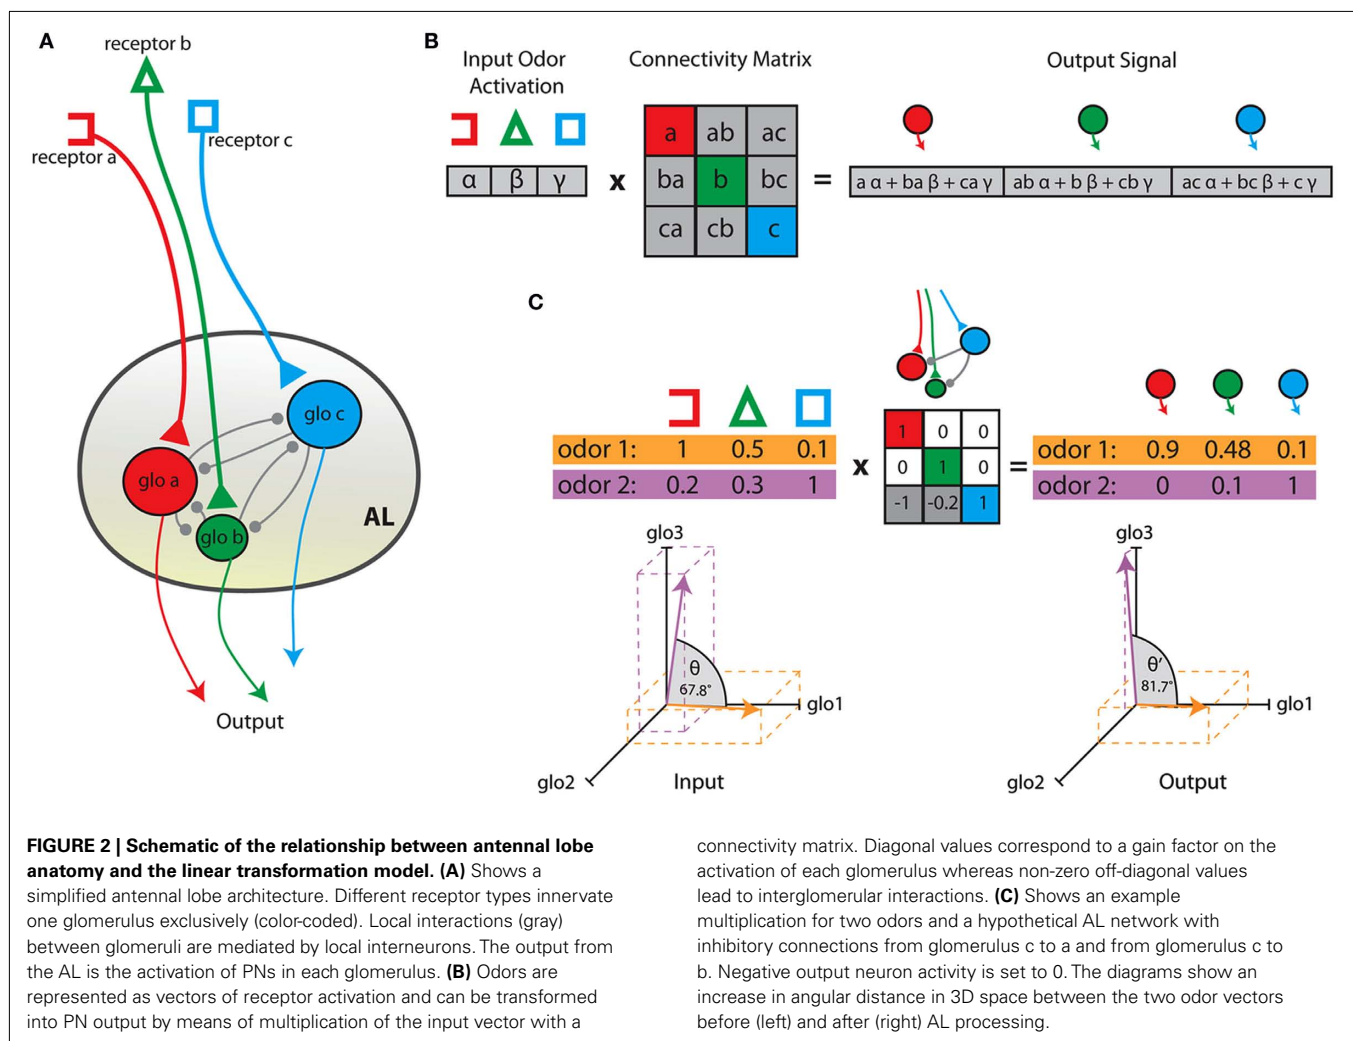 A
receptor b
receptor a
receptor c
glo c
glo a
glo b
AL
Output
B
Input Odor
Activation
Connectivity Matrix
Output Signal
α β γ
x
a ab ac
ba b bc
ca cb c
=
a α + ba β + ca γ
ab α + b β + cb γ
ac α + bc β + c γ
C
odor 1: 1 0.5 0.1
odor 2: 0.2 0.3 1
x
1 0 0
0 1 0
-1 -0.2 1
=
odor 1: 0.9 0.48 0.1
odor 2: 0 0.1 1
glo3
θ
67.8°
glo1
glo2
Input
glo3
θ′
81.7°
glo1
glo2
Output
FIGURE 2 | Schematic of the relationship between antennal lobe
anatomy and the linear transformation model. (A) Shows a
simplified antennal lobe architecture. Different receptor types innervate
one glomerulus exclusively (color-coded). Local interactions (gray)
between glomeruli are mediated by local interneurons. The output from
the AL is the activation of PNs in each glomerulus. (B) Odors are
represented as vectors of receptor activation and can be transformed
into PN output by means of multiplication of the input vector with a
connectivity matrix. Diagonal values correspond to a gain factor on the
activation of each glomerulus whereas non-zero off-diagonal values
lead to interglomerular interactions. (C) Shows an example
multiplication for two odors and a hypothetical AL network with
inhibitory connections from glomerulus c to a and from glomerulus c to
b. Negative output neuron activity is set to 0. The diagrams show an
increase in angular distance in 3D space between the two odor vectors
before (left) and after (right) AL processing.